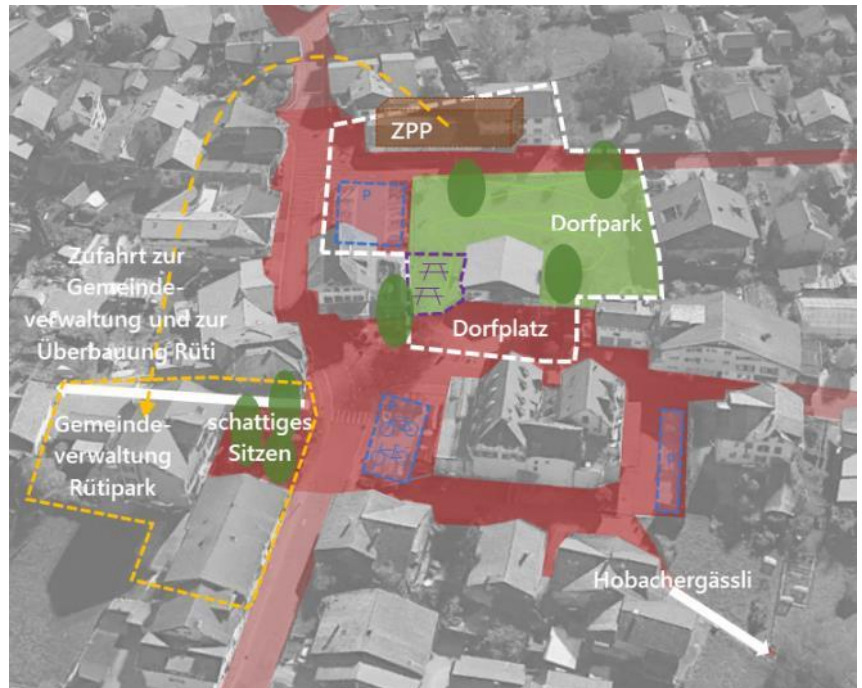 ZPP
P
Dorfpark
Zufahrt zur
Gemeinde-
verwaltung und zur
Überbauung Rüti
Dorfplatz
Gemeinde-
verwaltung
Rütipark
schattiges
Sitzen
Hobachergässli